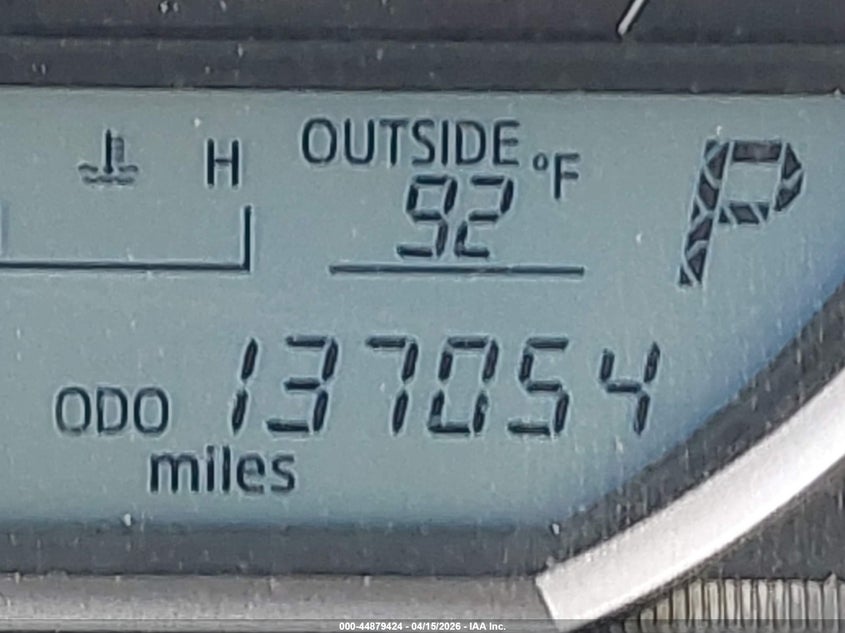 H OUTSIDE °F P
92
ODO 137054
miles
000-44879424 - 04/15/2026 - IAA Inc.